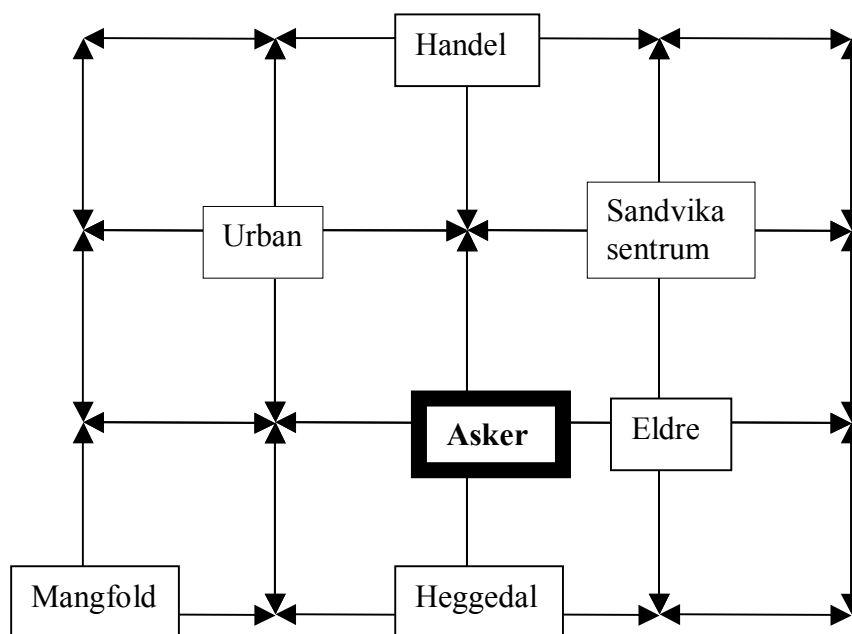 Handel
Urban
Sandvika
sentrum
Asker
Eldre
Mangfold
Heggedal